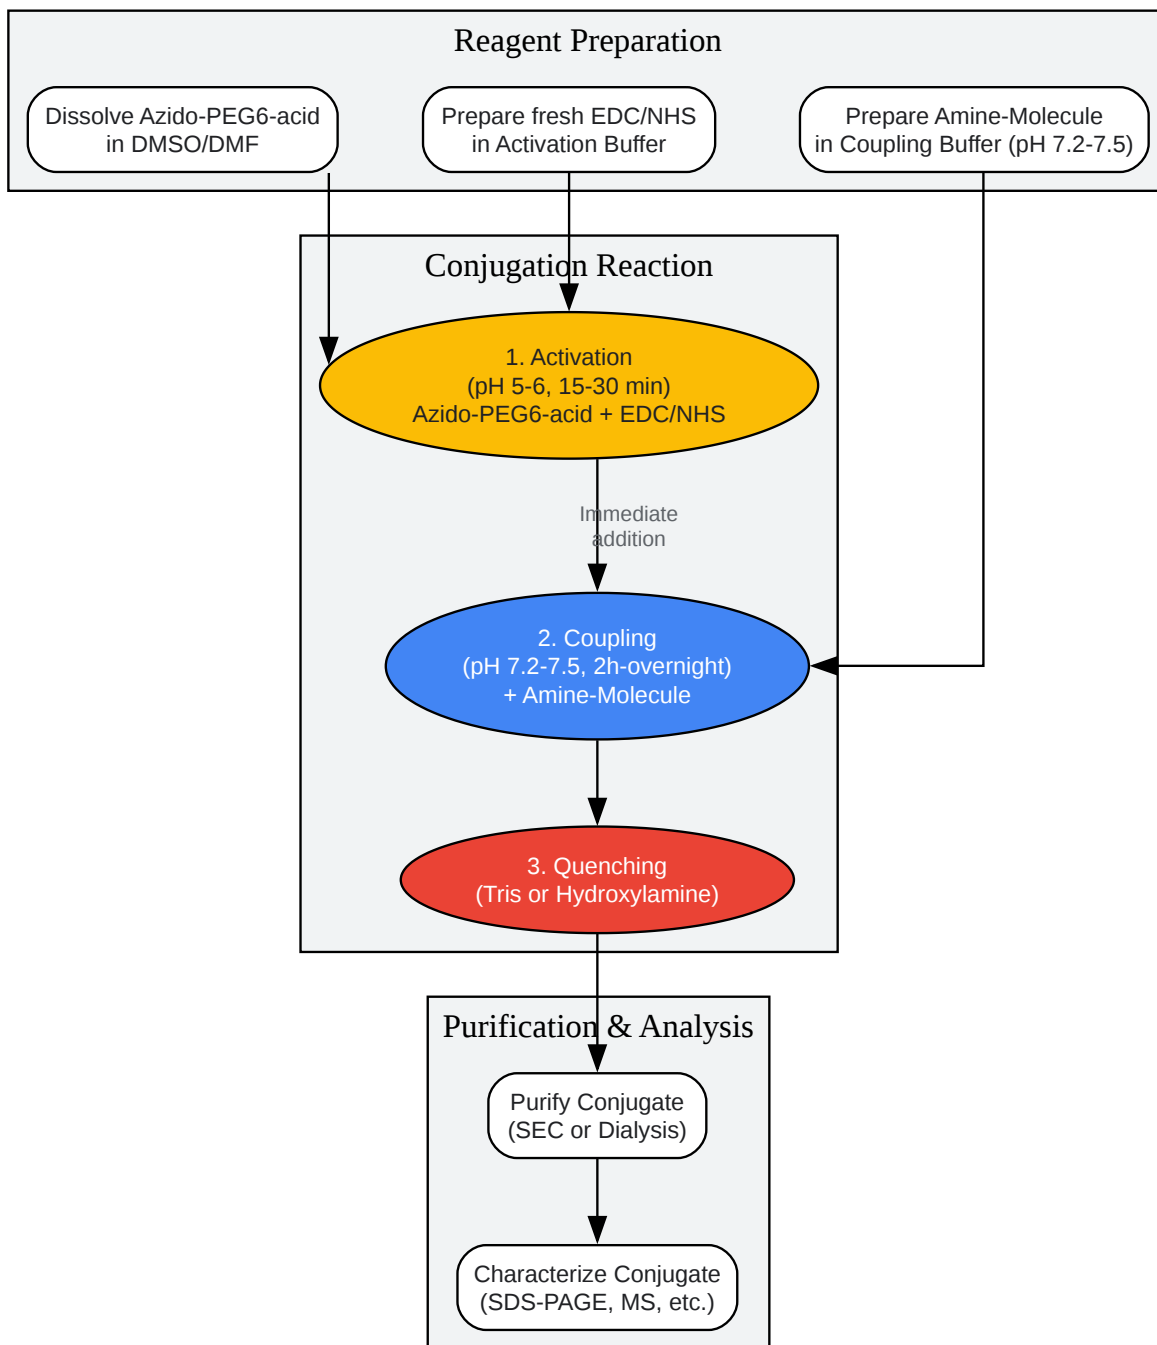 Reagent Preparation
Dissolve Azido-PEG6-acid
in DMSO/DMF
Prepare fresh EDC/NHS
in Activation Buffer
Prepare Amine-Molecule
in Coupling Buffer (pH 7.2-7.5)
Conjugation Reaction
1. Activation
(pH 5-6, 15-30 min)
Azido-PEG6-acid + EDC/NHS
Immediate
addition
2. Coupling
(pH 7.2-7.5, 2h-overnight)
+ Amine-Molecule
3. Quenching
(Tris or Hydroxylamine)
Purification & Analysis
Purify Conjugate
(SEC or Dialysis)
Characterize Conjugate
(SDS-PAGE, MS, etc.)